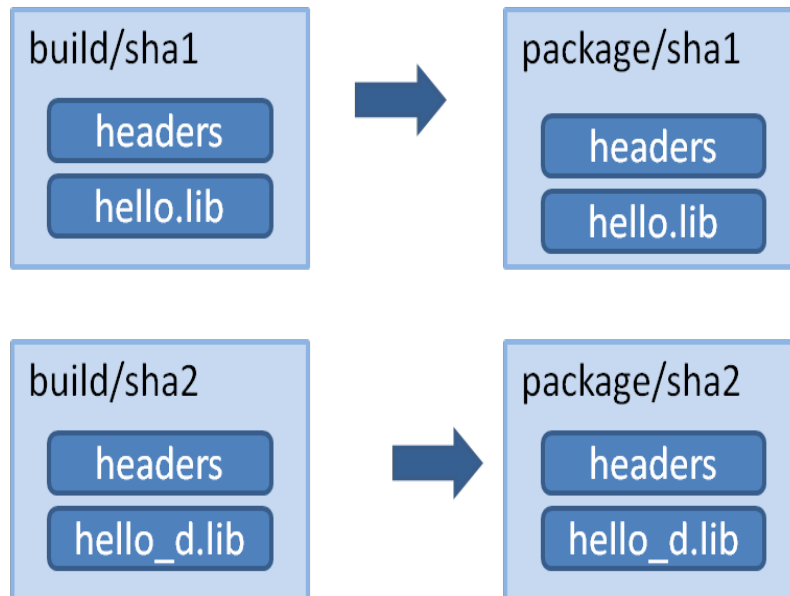 build/sha1
headers
hello.lib
package/sha1
headers
hello.lib
build/sha2
headers
hello_d.lib
package/sha2
headers
hello_d.lib